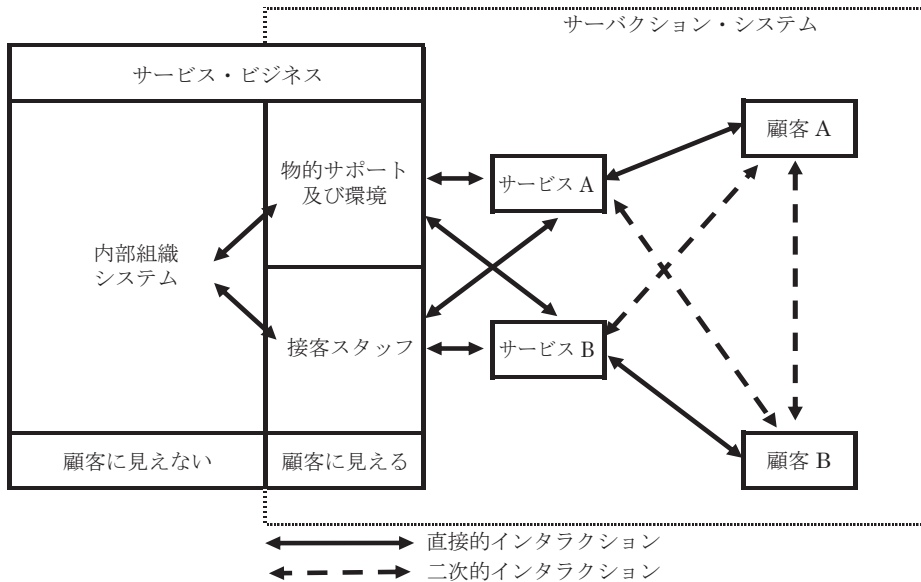 サーバクション・システム
サービス・ビジネス
顧客 A
物的サポート
及び環境
サービス A
内部組織
システム
接客スタッフ
サービス B
顧客に見えない
顧客に見える
顧客 B
直接的インタラクション
二次的インタラクション